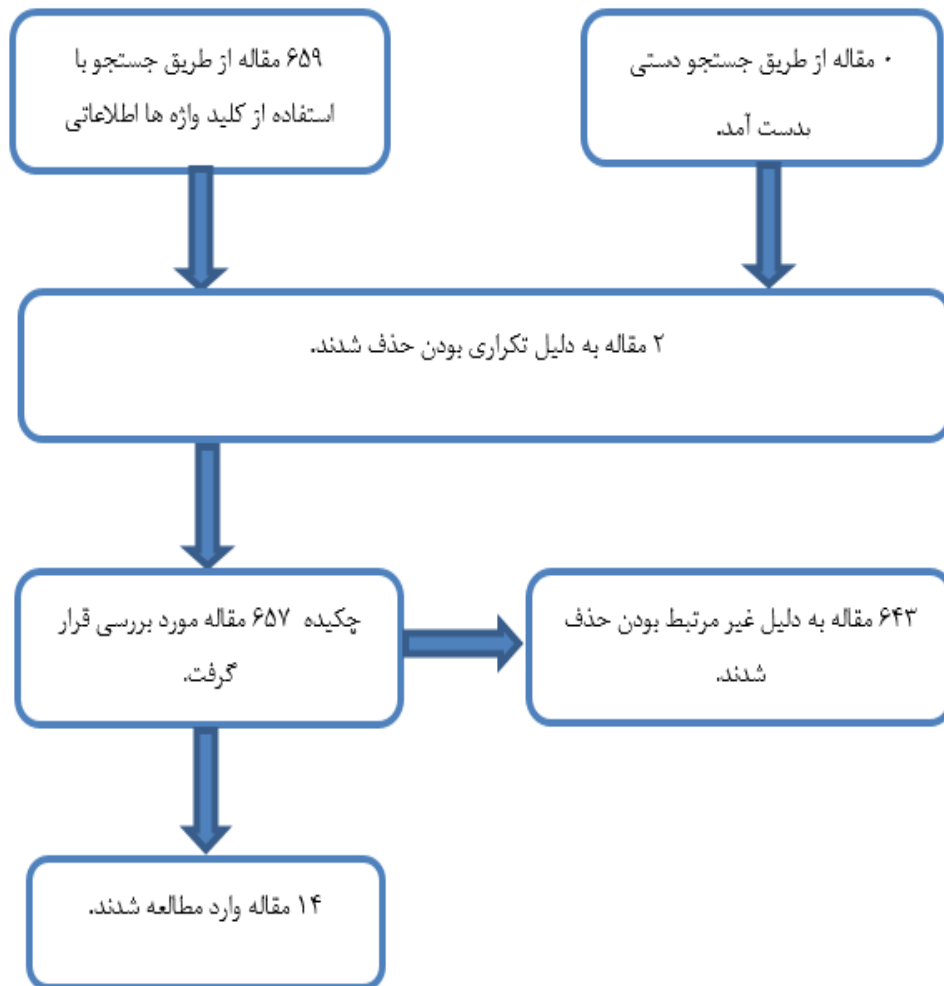 ۰ مقاله از طریق جستجو دستی
بدست آمد.
۶۵۹ مقاله از طریق جستجو با
استفاده از کلید واژه ها اطلاعاتی
۲ مقاله به دلیل تکراری بودن حذف شدند.
چکیده ۶۵۷ مقاله مورد بررسی قرار
گرفت.
۶۴۳ مقاله به دلیل غیر مرتبط بودن حذف
شدند.
۱۴ مقاله وارد مطالعه شدند.